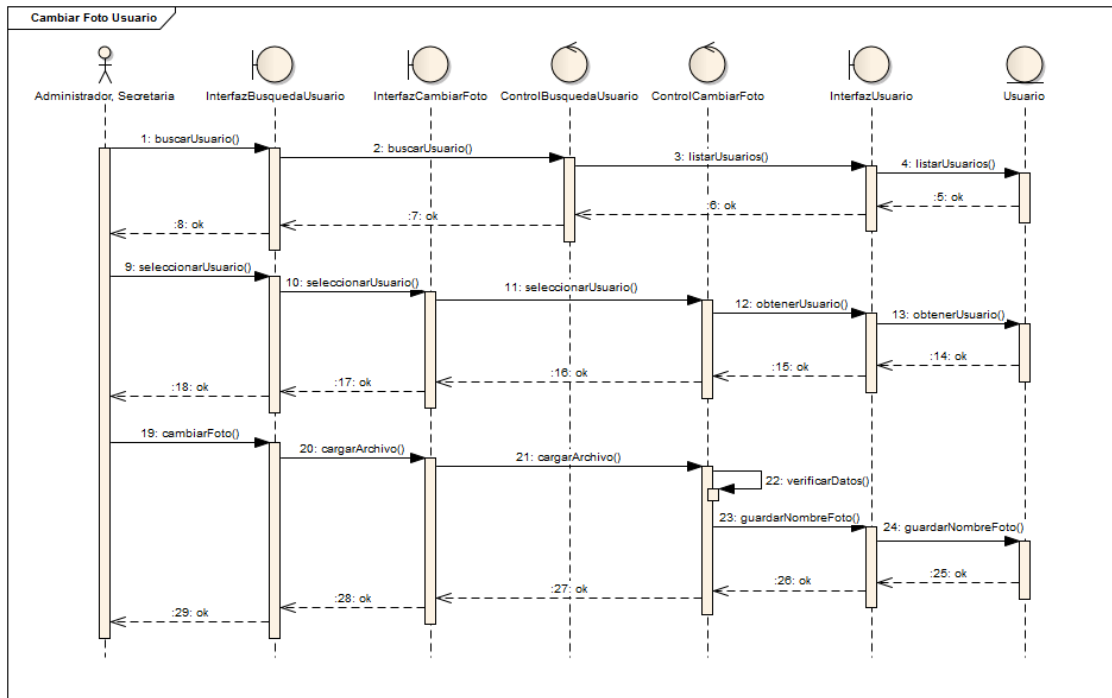 Cambiar Foto Usuario
Administrador, Secretaria
InterfazBusquedaUsuario
InterfazCambiarFoto
ControlBusquedaUsuario
ControlCambiarFoto
InterfazUsuario
Usuario
1: buscarUsuario()
2: buscarUsuario()
3: listarUsuarios()
4: listarUsuarios()
:5: ok
:6: ok
:7: ok
:8: ok
9: seleccionarUsuario()
10: seleccionarUsuario()
11: seleccionarUsuario()
12: obtenerUsuario()
13: obtenerUsuario()
:14: ok
:15: ok
:16: ok
:17: ok
:18: ok
19: cambiarFoto()
20: cargarArchivo()
21: cargarArchivo()
22: verificarDatos()
23: guardarNombreFoto()
24: guardarNombreFoto()
:25: ok
:26: ok
:27: ok
:28: ok
:29: ok